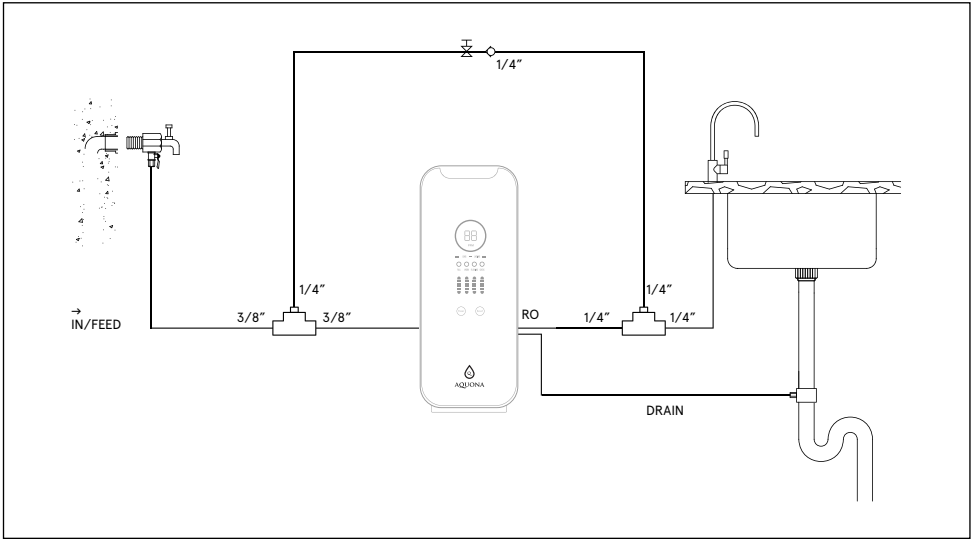 1/4”
1/4”
1/4”
→
IN/FEED
3/8”
3/8”
RO
1/4”
1/4”
88
AQUONA
DRAIN